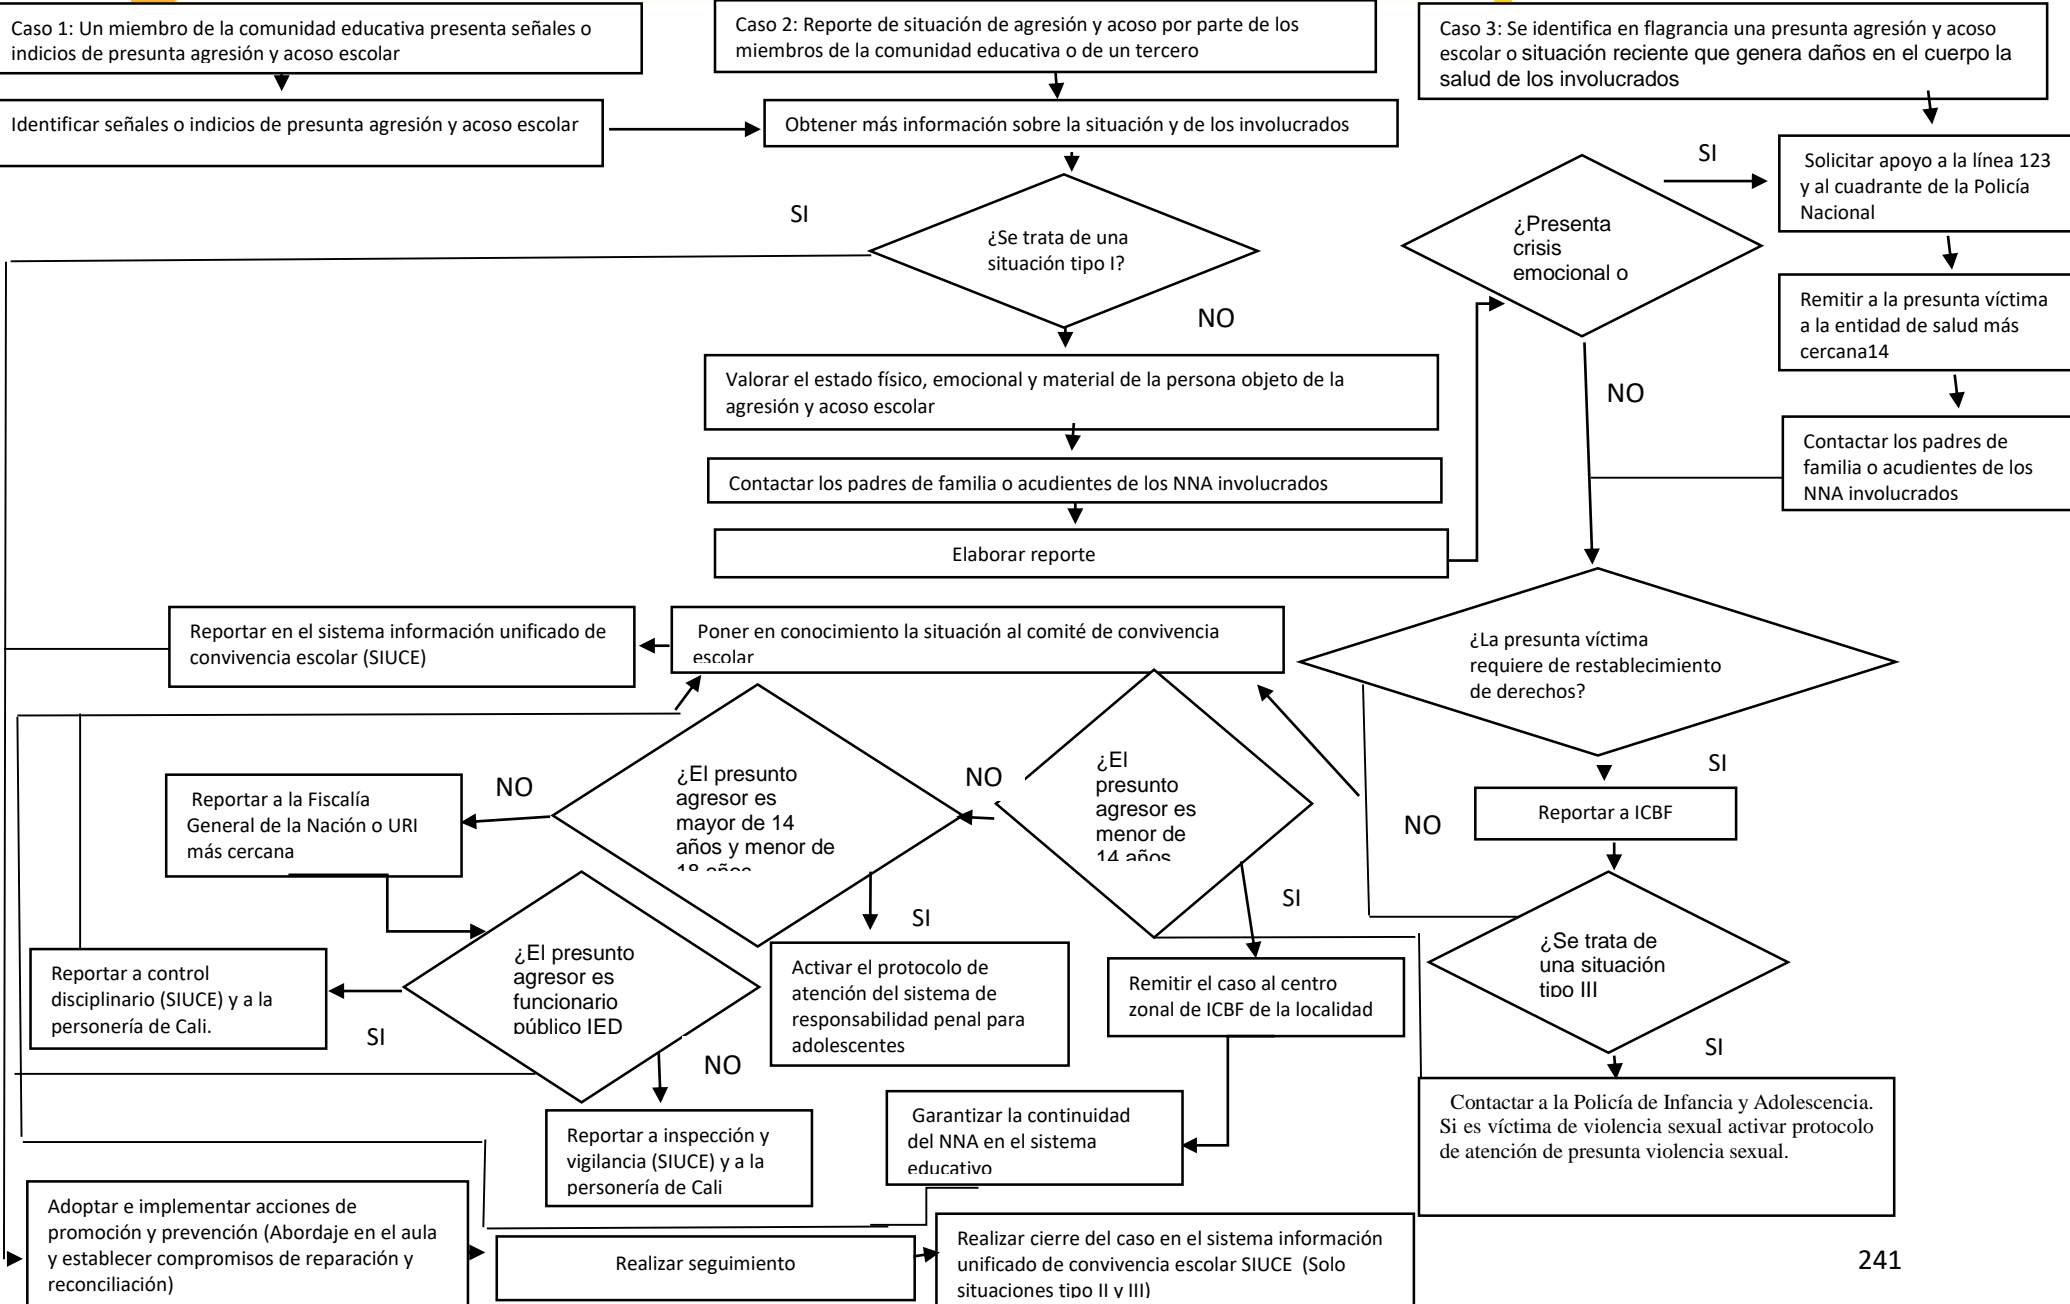 Caso 1: Un miembro de la comunidad educativa presenta señales o
indicios de presunta agresión y acoso escolar
Caso 2: Reporte de situación de agresión y acoso por parte de los
miembros de la comunidad educativa o de un tercero
Caso 3: Se identifica en flagrancia una presunta agresión y acoso
escolar o situación reciente que genera daños en el cuerpo la
salud de los involucrados
Identificar señales o indicios de presunta agresión y acoso escolar
Obtener más información sobre la situación y de los involucrados
SI
Solicitar apoyo a la línea 123
y al cuadrante de la Policía
Nacional
SI
¿Se trata de una
situación tipo I?
¿Presenta
crisis
emocional o
NO
Remitir a la presunta víctima
a la entidad de salud más
cercana14
Valorar el estado físico, emocional y material de la persona objeto de la
agresión y acoso escolar
NO
Contactar los padres de familia o acudientes de los NNA involucrados
Contactar los padres de
familia o acudientes de los
NNA involucrados
Elaborar reporte
Reportar en el sistema información unificado de
convivencia escolar (SIUCE)
Poner en conocimiento la situación al comité de convivencia
escolar
¿La presunta víctima
requiere de restablecimiento
de derechos?
SI
Reportar a la Fiscalía
General de la Nación o URI
más cercana
NO
¿El presunto
agresor es
mayor de 14
años y menor de
18 años
NO
¿El
presunto
agresor es
menor de
14 años
NO
Reportar a ICBF
SI
SI
Reportar a control
disciplinario (SIUCE) y a la
personería de Cali.
SI
¿El presunto
agresor es
funcionario
público IED
NO
Activar el protocolo de
atención del sistema de
responsabilidad penal para
adolescentes
Remitir el caso al centro
zonal de ICBF de la localidad
¿Se trata de
una situación
tipo III
SI
Reportar a inspección y
vigilancia (SIUCE) y a la
personería de Cali
Garantizar la continuidad
del NNA en el sistema
educativo
Contactar a la Policía de Infancia y Adolescencia.
Si es víctima de violencia sexual activar protocolo
de atención de presunta violencia sexual.
Adoptar e implementar acciones de
promoción y prevención (Abordaje en el aula
y establecer compromisos de reparación y
reconciliación)
Realizar seguimiento
Realizar cierre del caso en el sistema información
unificado de convivencia escolar SIUCE (Solo
situaciones tipo II y III)
241